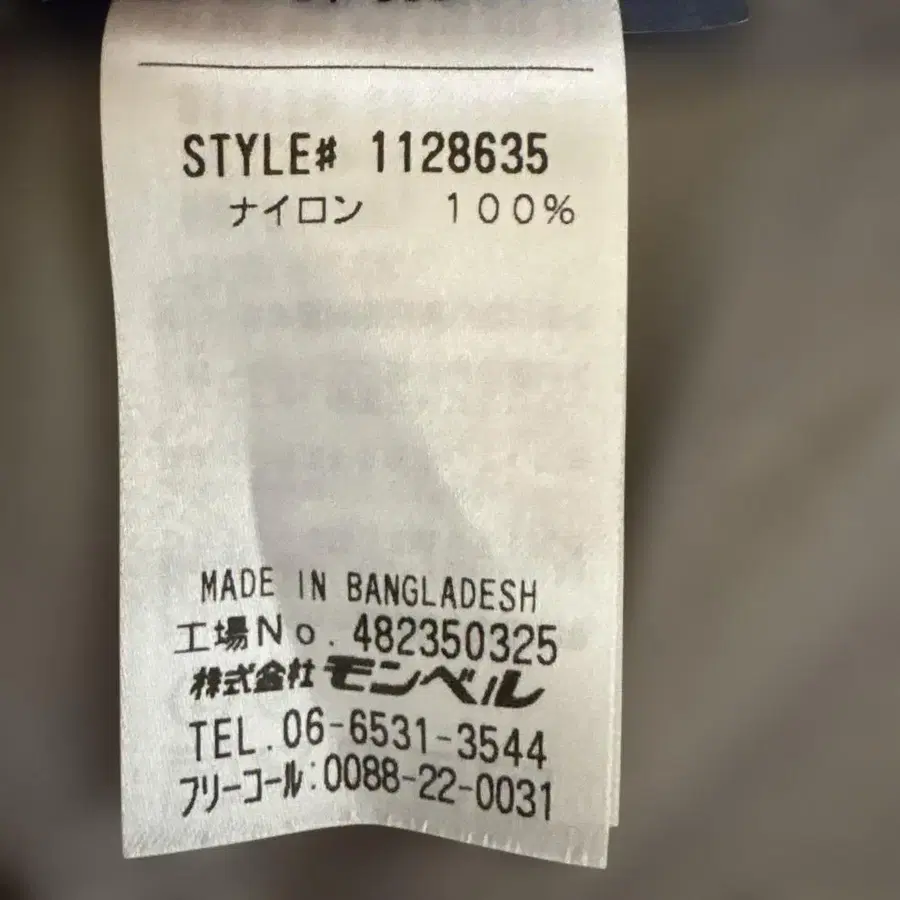 STYLE# 1128635
ナイロン 100%
MADE IN BANGLADESH
工場No. 482350325
株式会社 モンベル
TEL. 06-6531-3544
フリーコール:0088-22-0031